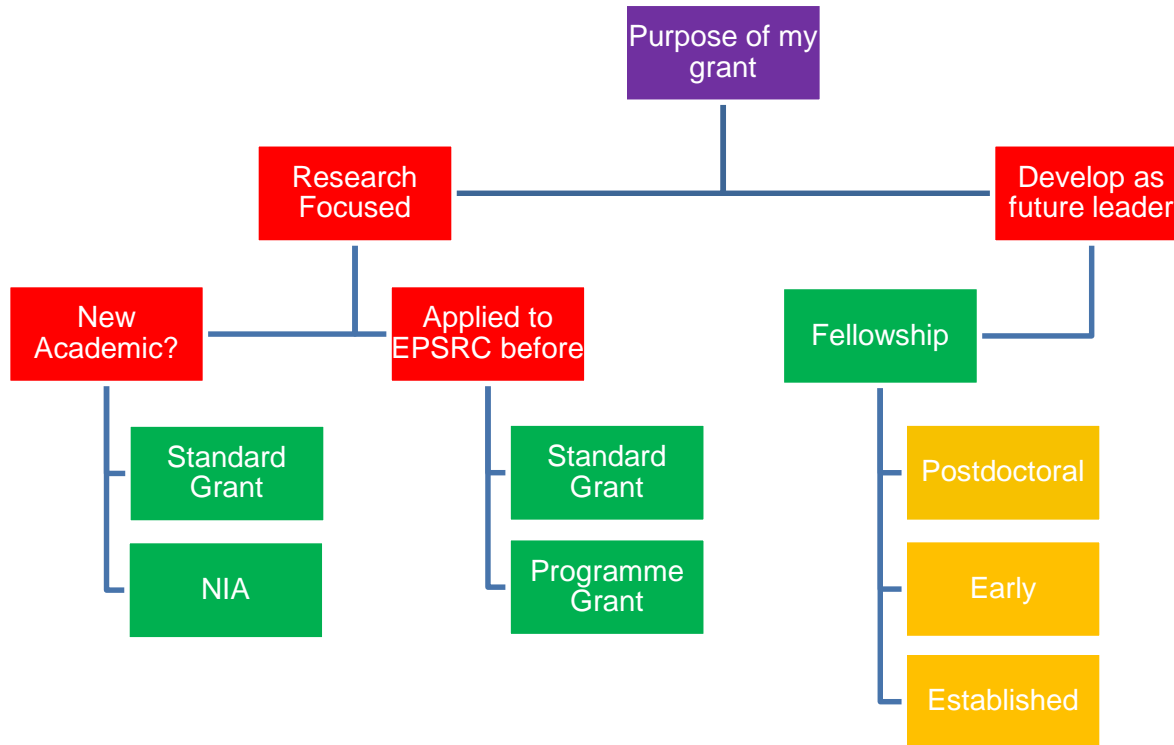 Purpose of my
grant
Research
Focused
Develop as
future leader
New
Academic?
Applied to
EPSRC before
Fellowship
Standard
Grant
Standard
Grant
Postdoctoral
NIA
Programme
Grant
Early
Established